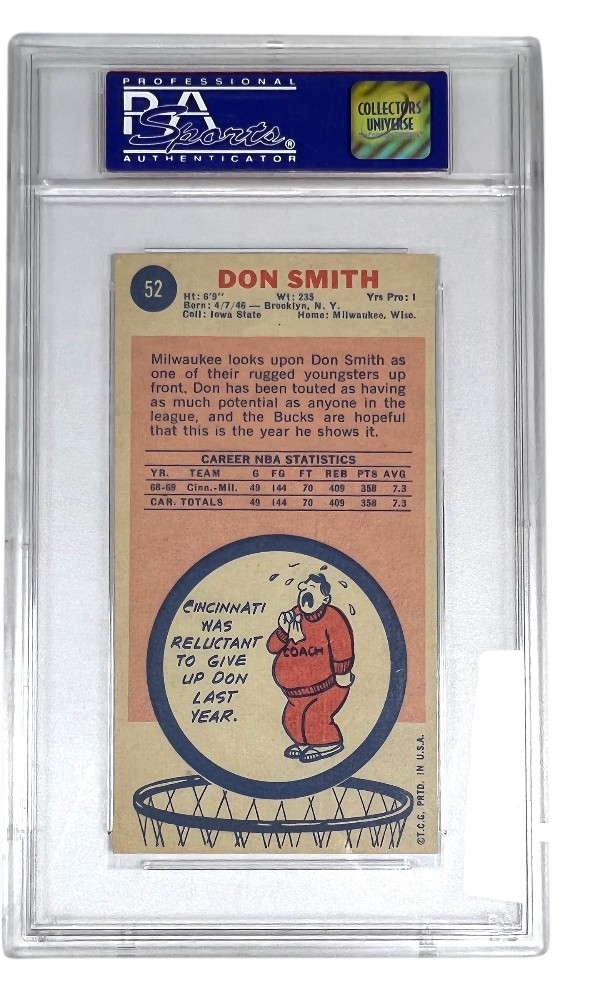 PROFESSIONAL
PSA
Sports®
AUTHENTICATOR
COLLECTORS
UNIVERSE
52
DON SMITH
Ht: 6'9" Wt: 235 Yrs Pro: 1
Born: 4/7/46 — Brooklyn, N. Y.
Coll: Iowa State Home: Milwaukee, Wisc.
Milwaukee looks upon Don Smith as
one of their rugged youngsters up
front. Don has been touted as having
as much potential as anyone in the
league, and the Bucks are hopeful
that this is the year he shows it.
CAREER NBA STATISTICS
YR. TEAM G FG FT REB PTS AVG
68-69 Cinn.-Mil. 49 144 70 409 358 7.3
CAR. TOTALS 49 144 70 409 358 7.3
CINCINNATI
WAS
RELUCTANT
TO GIVE
UP DON
LAST
YEAR.
COACH
©T.C.G. PRTD. IN U.S.A.